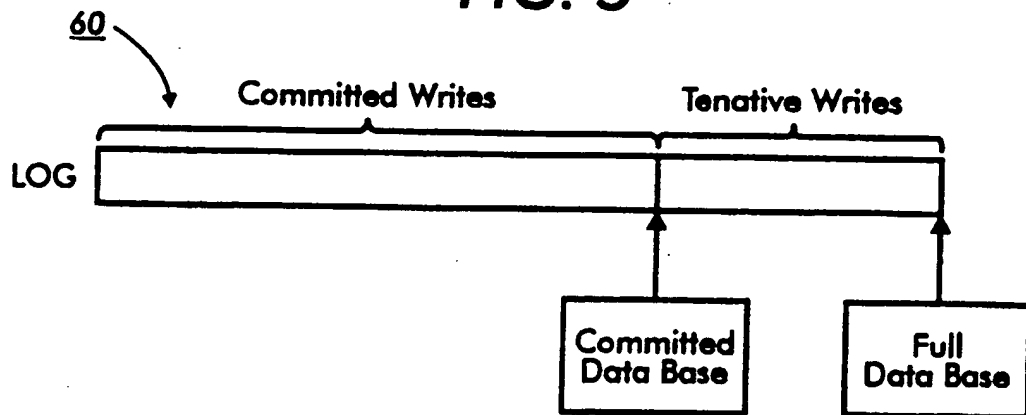 60
Committed Writes
Tenative Writes
LOG
Committed
Data Base
Full
Data Base